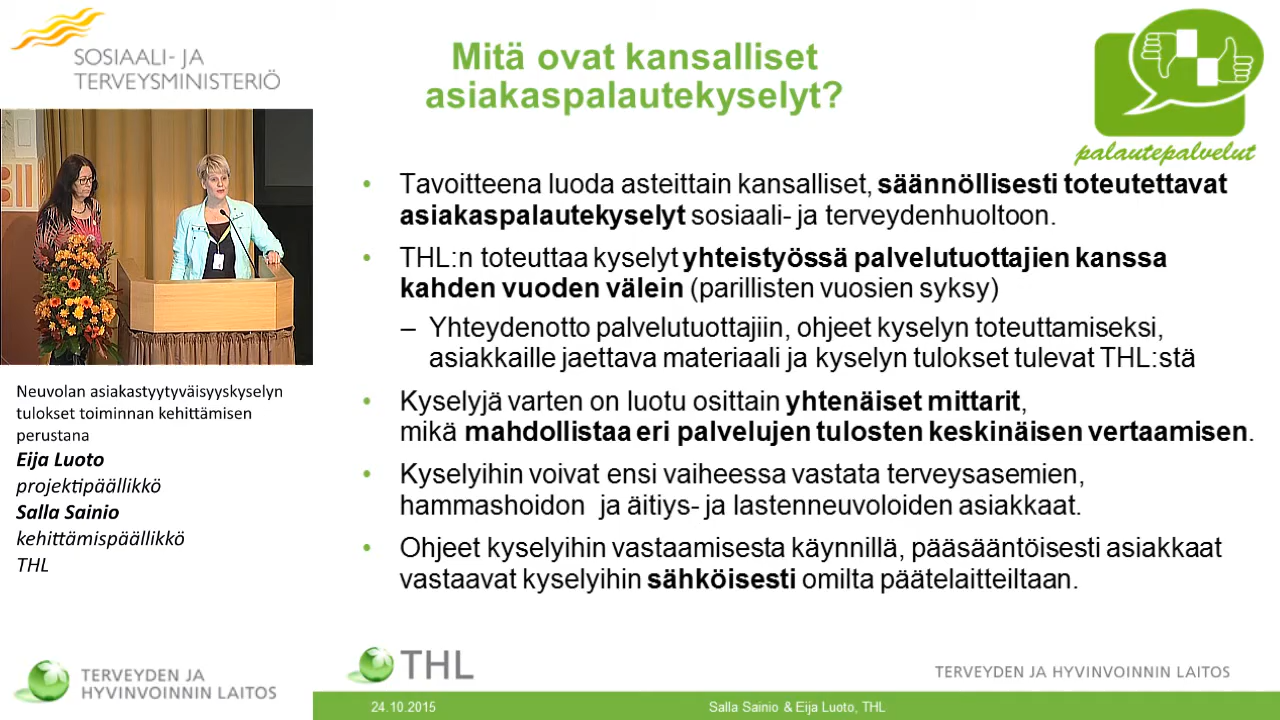 SOSIAALI- JA
TERVEYSMINISTERIÖ
Mitä ovat kansalliset
asiakaspalautekyselyt?
palautepalvelut
• Tavoitteena luoda asteittain kansalliset, säännöllisesti toteutettavat
asiakaspalautekyselyt sosiaali- ja terveydenhuoltoon.
• THL:n toteuttaa kyselyt yhteistyössä palvelutuottajien kanssa
kahden vuoden välein (parillisten vuosien syksy)
– Yhteydenotto palvelutuottajiin, ohjeet kyselyn toteuttamiseksi,
asiakkaille jaettava materiaali ja kyselyn tulokset tulevat THL:stä
• Kyselyjä varten on luotu osittain yhtenäiset mittarit,
mikä mahdollistaa eri palvelujen tulosten keskinäisen vertaamisen.
• Kyselyihin voivat ensi vaiheessa vastata terveysasemien,
hammashoidon ja äitiys- ja lastenneuvoloiden asiakkaat.
• Ohjeet kyselyihin vastaamisesta käynnillä, pääsääntöisesti asiakkaat
vastaavat kyselyihin sähköisesti omilta päätelaitteiltaan.
Neuvolan asiakastyytyväisyyskyselyn
tulokset toiminnan kehittämisen
perustana
Eija Luoto
projektipäällikkö
Salla Sainio
kehittämispäällikkö
THL
TERVEYDEN JA
HYVINVOINNIN LAITOS
THL
TERVEYDEN JA HYVINVOINNIN LAITOS
24.10.2015
Salla Sainio & Eija Luoto, THL